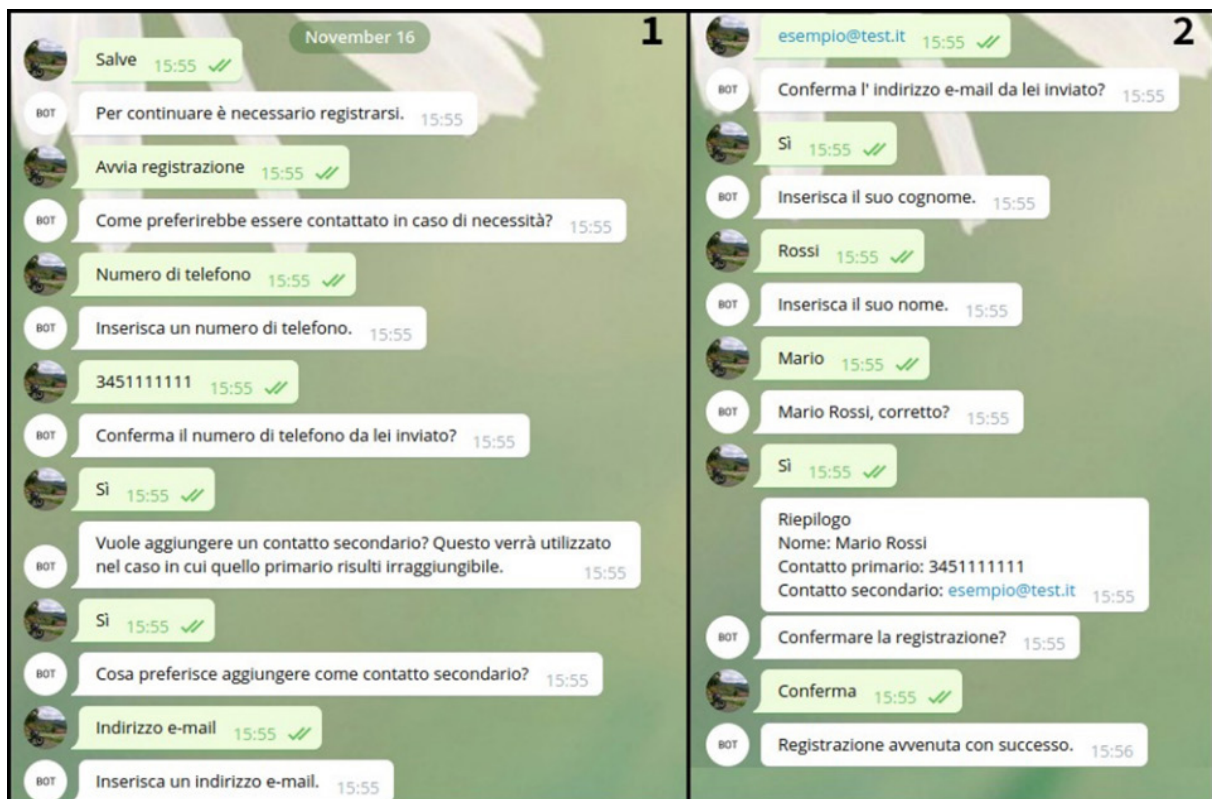 November 16
1
Salve 15:55
BOT
Per continuare è necessario registrarsi. 15:55
Avvia registrazione 15:55
BOT
Come preferirebbe essere contattato in caso di necessità? 15:55
Numero di telefono 15:55
BOT
Inserisca un numero di telefono. 15:55
3451111111 15:55
BOT
Conferma il numero di telefono da lei inviato? 15:55
Sì 15:55
Vuole aggiungere un contatto secondario? Questo verrà utilizzato
BOT
nel caso in cui quello primario risulti irraggiungibile. 15:55
Sì 15:55
BOT
Cosa preferisce aggiungere come contatto secondario? 15:55
Indirizzo e-mail 15:55
BOT
Inserisca un indirizzo e-mail. 15:55
2
esempio@test.it 15:55
BOT
Conferma l' indirizzo e-mail da lei inviato? 15:55
Sì 15:55
BOT
Inserisca il suo cognome. 15:55
Rossi 15:55
BOT
Inserisca il suo nome. 15:55
Mario 15:55
BOT
Mario Rossi, corretto? 15:55
Sì 15:55
Riepilogo
Nome: Mario Rossi
Contatto primario: 3451111111
Contatto secondario: esempio@test.it 15:55
BOT
Confermare la registrazione? 15:55
Conferma 15:55
BOT
Registrazione avvenuta con successo. 15:56